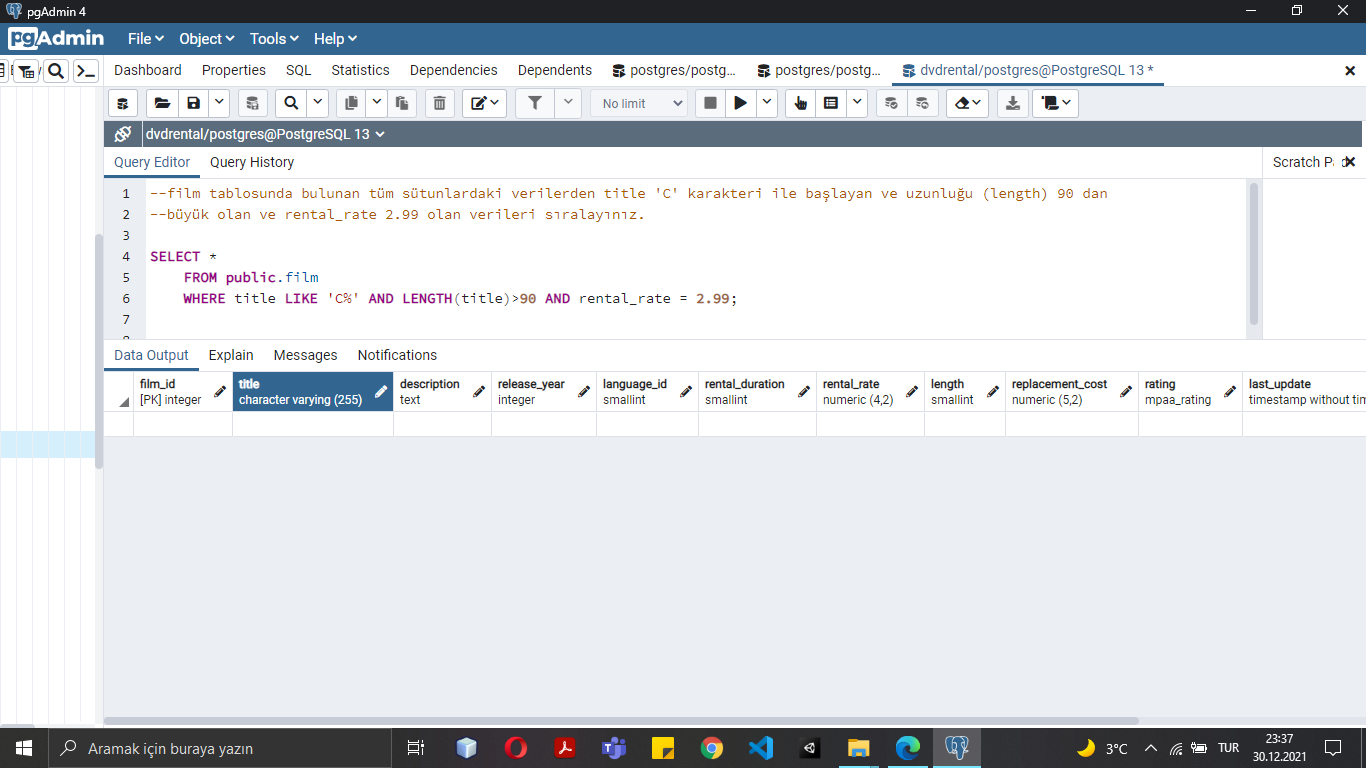 pgAdmin 4
pgAdmin File Object Tools Help
Dashboard Properties SQL Statistics Dependencies Dependents postgres/postg... postgres/postg... dvdrental/postgres@PostgreSQL 13 *
No limit
dvdrental/postgres@PostgreSQL 13
Query Editor Query History Scratch P
1 --film tablosunda bulunan tüm sütunlardaki verilerden title 'C' karakteri ile başlayan ve uzunluğu (length) 90 dan
2 --büyük olan ve rental_rate 2.99 olan verileri sıralayınız.
3
4 SELECT *
5 FROM public.film
6 WHERE title LIKE 'C%' AND LENGTH(title)>90 AND rental_rate = 2.99;
7
Data Output Explain Messages Notifications
film_id title description release_year language_id rental_duration rental_rate length replacement_cost rating last_update
[PK] integer character varying (255) text integer smallint smallint numeric (4,2) smallint numeric (5,2) mpaa_rating timestamp without tim
Aramak için buraya yazın 3°C TUR 23:37
30.12.2021